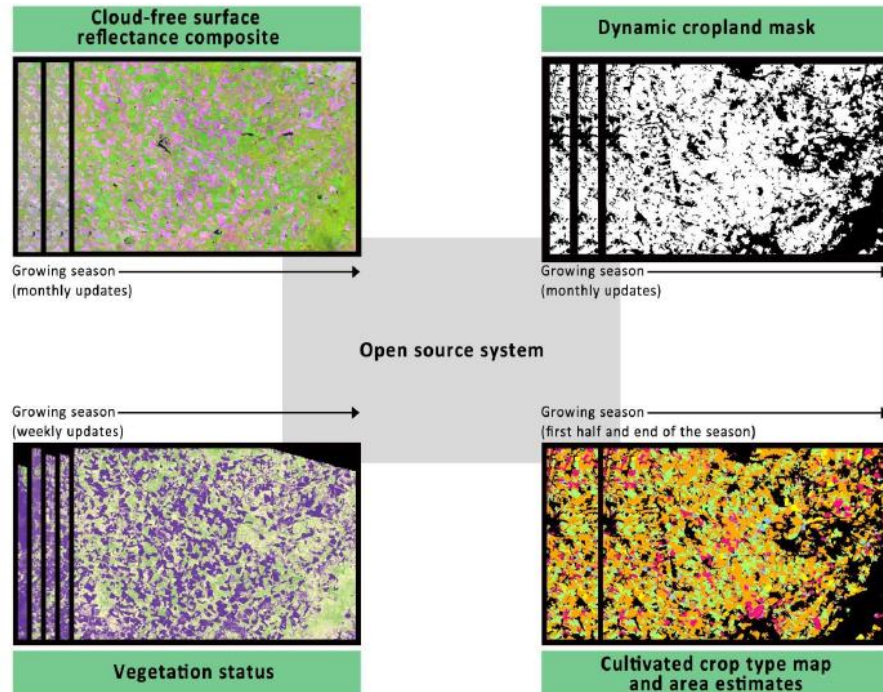 Cloud-free surface
reflectance composite
Dynamic cropland mask
Growing season
(monthly updates)
Growing season
(monthly updates)
Open source system
Growing season
(weekly updates)
Growing season
(first half and end of the season)
Vegetation status
Cultivated crop type map
and area estimates